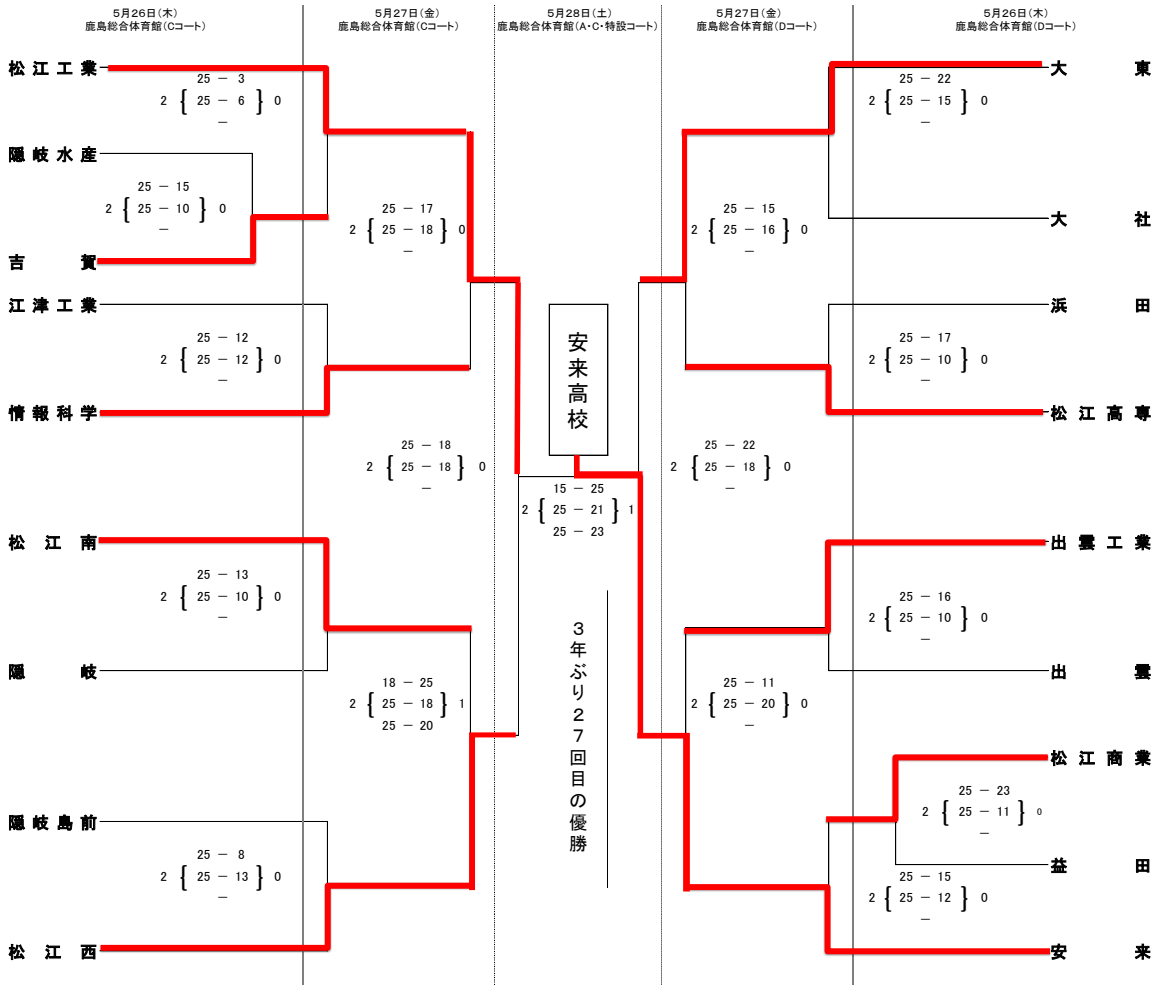 5月26日(木)
鹿島総合体育館(Cコート)
5月27日(金)
鹿島総合体育館(Cコート)
5月28日(土)
鹿島総合体育館(A・C・特設コート)
5月27日(金)
鹿島総合体育館(Dコート)
5月26日(木)
鹿島総合体育館(Dコート)
松江工業
25 － 3
2 { 25 － 6 } 0
－
隠岐水産
25 － 15
2 { 25 － 10 } 0
－
吉賀
江津工業
25 － 12
2 { 25 － 12 } 0
－
情報科学
松江南
25 － 13
2 { 25 － 10 } 0
－
隠岐
隠岐島前
25 － 8
2 { 25 － 13 } 0
－
松江西
25 － 17
2 { 25 － 18 } 0
－
25 － 18
2 { 25 － 18 } 0
－
18 － 25
2 { 25 － 18 } 1
25 － 20
安来高校
15 － 25
2 { 25 － 21 } 1
25 － 23
3年ぶり27回目の優勝
25 － 15
2 { 25 － 16 } 0
－
25 － 22
2 { 25 － 18 } 0
－
25 － 11
2 { 25 － 20 } 0
－
大東
25 － 22
2 { 25 － 15 } 0
－
大社
浜田
25 － 17
2 { 25 － 10 } 0
－
松江高専
出雲工業
25 － 16
2 { 25 － 10 } 0
－
出雲
松江商業
25 － 23
2 { 25 － 11 } 0
－
益田
25 － 15
2 { 25 － 12 } 0
－
安来